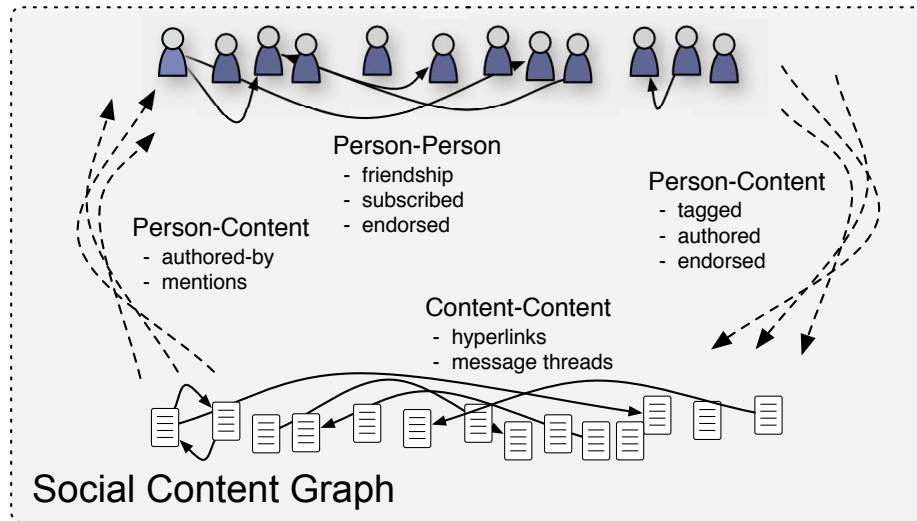 Person-Person
- friendship
- subscribed
- endorsed
Person-Content
- authored-by
- mentions
Person-Content
- tagged
- authored
- endorsed
Content-Content
- hyperlinks
- message threads
Social Content Graph